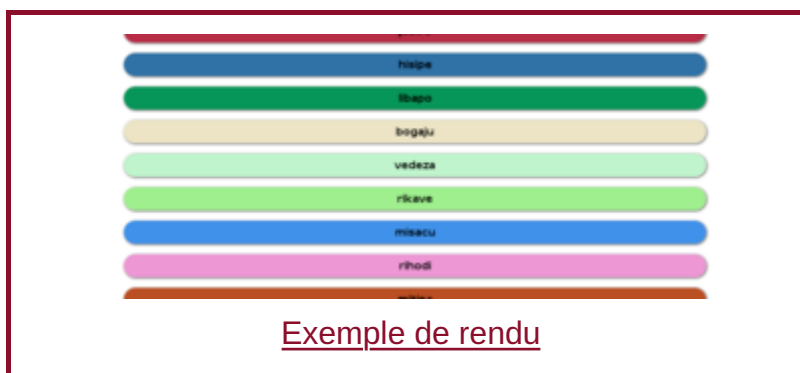 hisipe
libapo
bogaju
vedeza
rikave
misacu
rihodi
Exemple de rendu